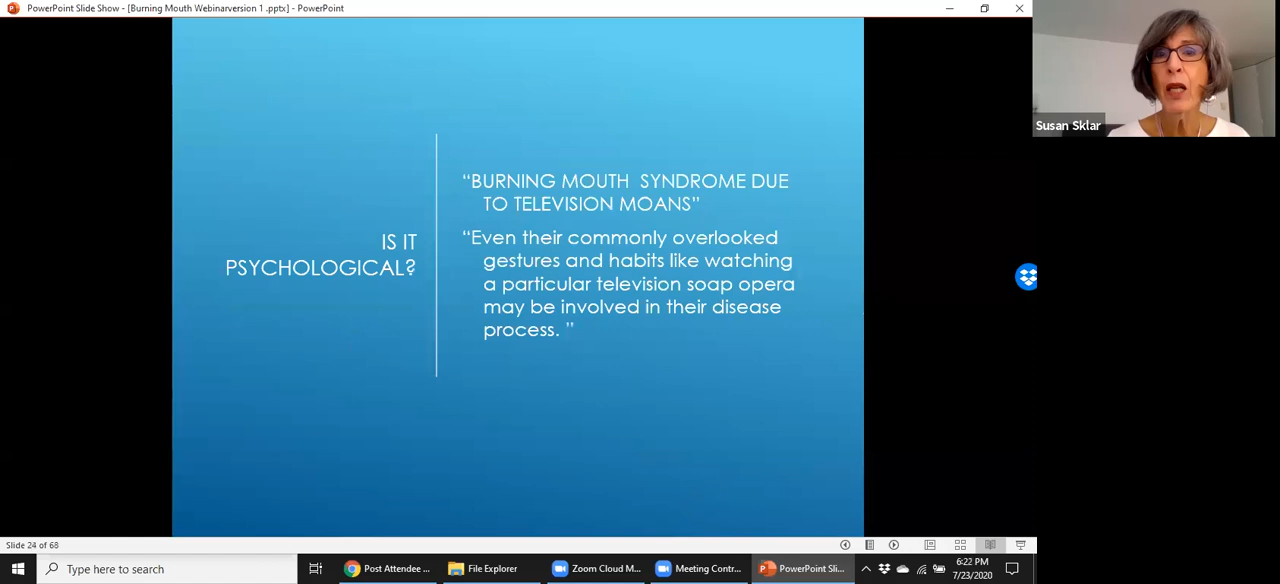 PowerPoint Slide Show - [Burning Mouth Webinarversion 1 .pptx] - PowerPoint
Susan Sklar
IS IT
PSYCHOLOGICAL?
“BURNING MOUTH  SYNDROME DUE
TO TELEVISION MOANS”
“Even their commonly overlooked
gestures and habits like watching
a particular television soap opera
may be involved in their disease
process. ”
Slide 24 of 68
Type here to search
Post Attendee ...
File Explorer
Zoom Cloud M...
Meeting Contr...
PowerPoint Sli...
6:22 PM
7/23/2020